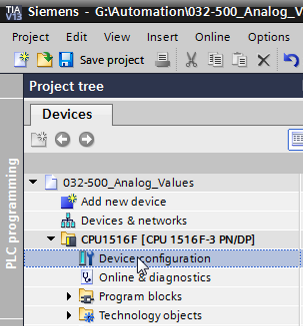 TIA
V13
Siemens - G:\Automation\032-500_Analog_V
Project Edit View Insert Online Options
Save project
Project tree
Devices
PLC programming
032-500_Analog_Values
Add new device
Devices & networks
CPU1516F [CPU 1516F-3 PN/DP]
Device configuration
Online & diagnostics
Program blocks
Technology objects